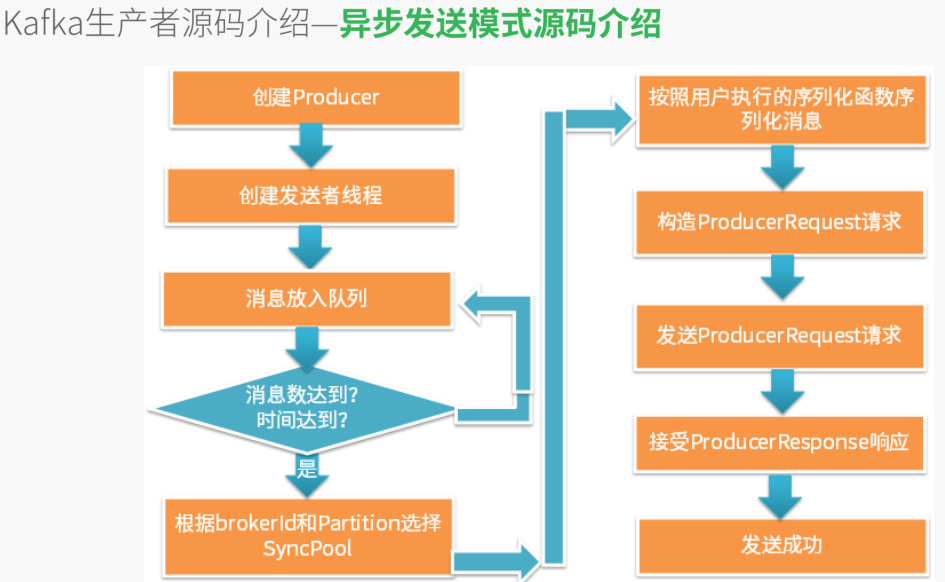 Kafka生产者源码介绍—异步发送模式源码介绍
创建Producer
创建发送者线程
消息放入队列
消息数达到?
时间达到?
是
根据brokerId和Partition选择
SyncPool
按照用户执行的序列化函数序
列化消息
构造ProducerRequest请求
发送ProducerRequest请求
接受ProducerResponse响应
发送成功